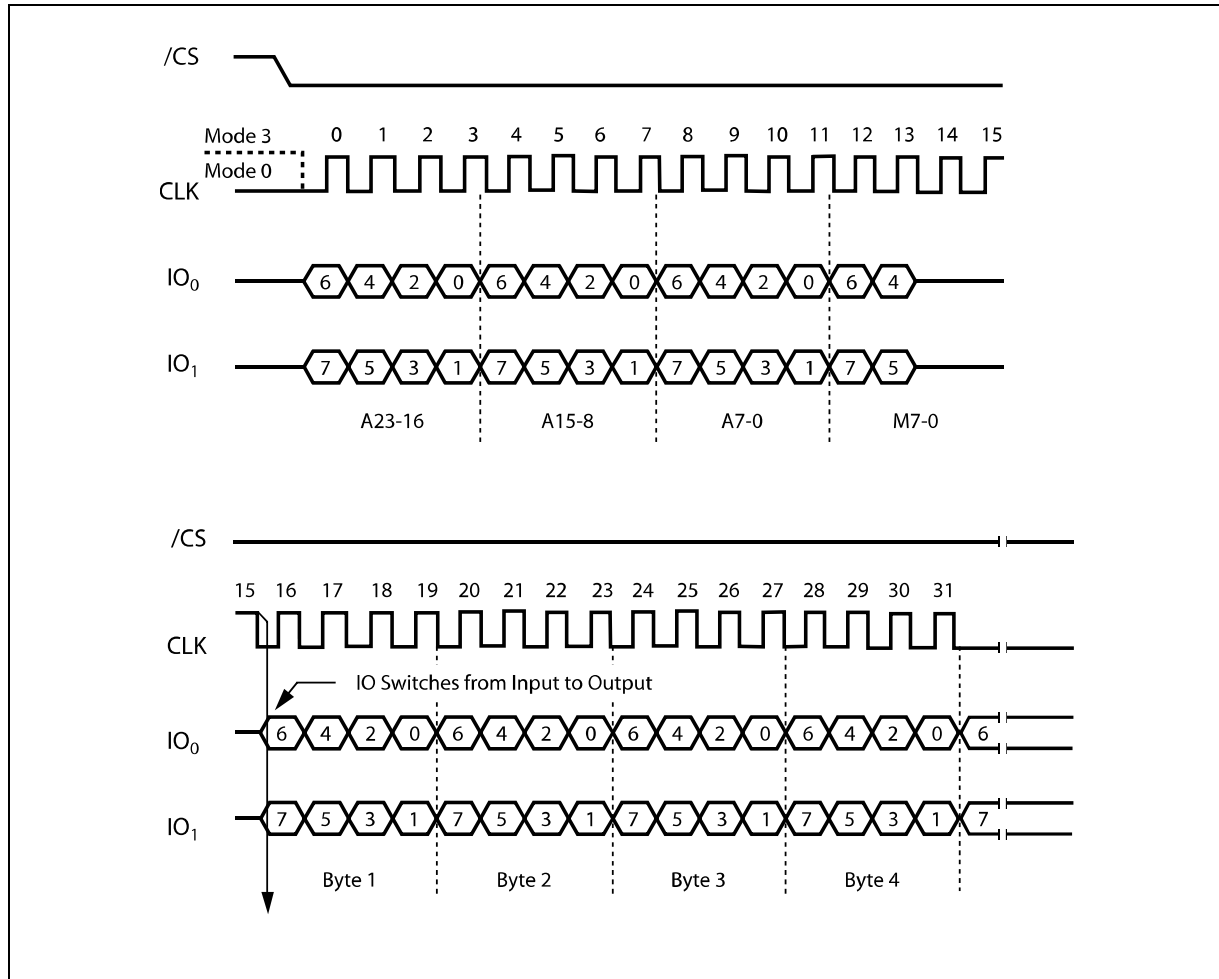 /CS
0 1 2 3 4 5 6 7 8 9 10 11 12 13 14 15
Mode 3
Mode 0
CLK
IO0 6 4 2 0 6 4 2 0 6 4 2 0 6 4
IO1 7 5 3 1 7 5 3 1 7 5 3 1 7 5
A23-16 A15-8 A7-0 M7-0
/CS
15 16 17 18 19 20 21 22 23 24 25 26 27 28 29 30 31
CLK
IO Switches from Input to Output
IO0 6 4 2 0 6 4 2 0 6 4 2 0 6 4 2 0 6
IO1 7 5 3 1 7 5 3 1 7 5 3 1 7 5 3 1 7
Byte 1 Byte 2 Byte 3 Byte 4